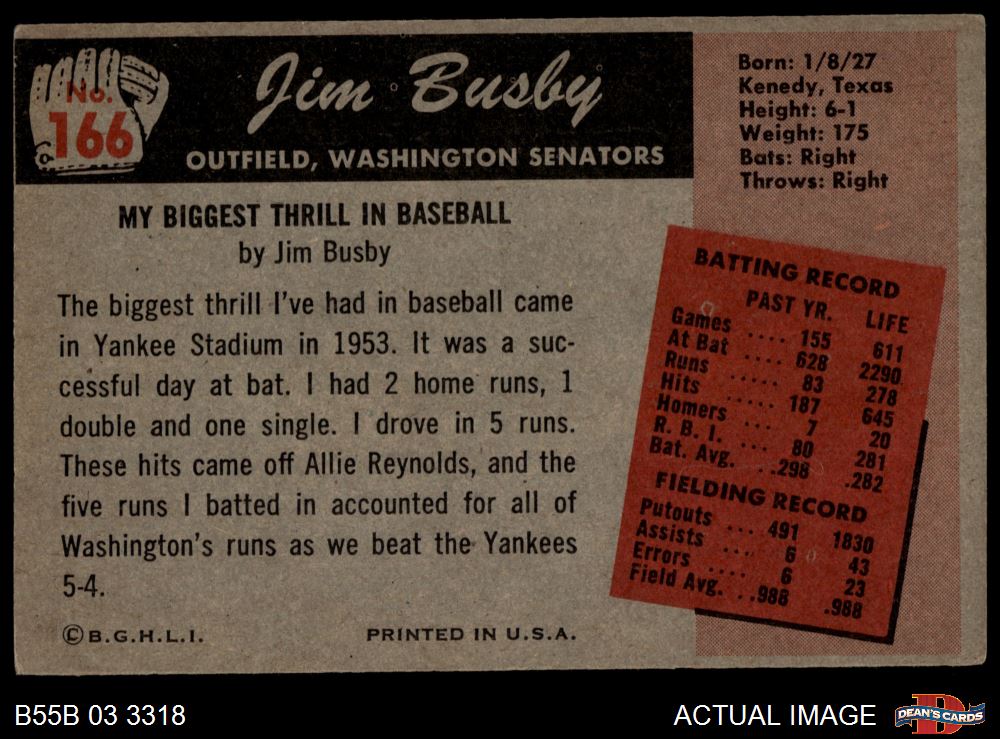 No.
166
Jim Busby
OUTFIELD, WASHINGTON SENATORS
Born: 1/8/27
Kenedy, Texas
Height: 6-1
Weight: 175
Bats: Right
Throws: Right
MY BIGGEST THRILL IN BASEBALL
by Jim Busby
The biggest thrill I've had in baseball came
in Yankee Stadium in 1953. It was a suc-
cessful day at bat. I had 2 home runs, 1
double and one single. I drove in 5 runs.
These hits came off Allie Reynolds, and the
five runs I batted in accounted for all of
Washington's runs as we beat the Yankees
5-4.
BATTING RECORD
PAST YR. LIFE
Games .... 155 611
At Bat .... 628 2290
Runs ..... 83 278
Hits ..... 187 645
Homers .... 7 20
R. B. I. ... 80 281
Bat. Avg. ..298 .282
FIELDING RECORD
Putouts ... 491 1830
Assists .... 6 43
Errors .... 6 23
Field Avg. ..988 .988
© B.G.H.L.I. PRINTED IN U.S.A.
B55B 03 3318 ACTUAL IMAGE D DEAN'S CARDS